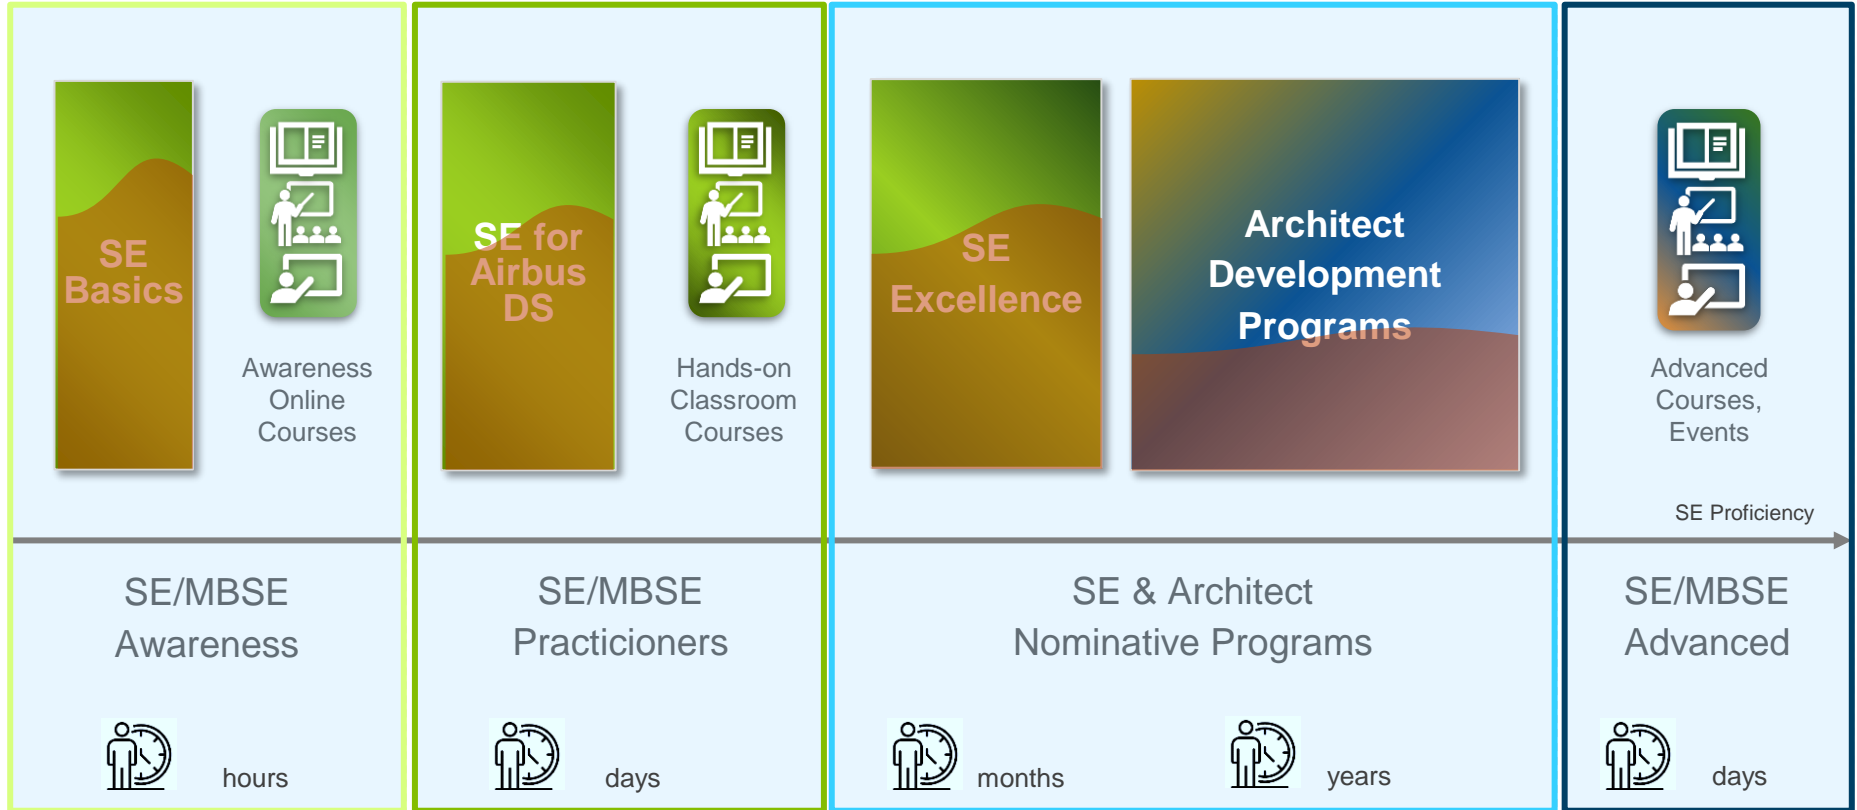 SE
Basics
Awareness
Online
Courses
SE for
Airbus
DS
Hands-on
Classroom
Courses
SE
Excellence
Architect
Development
Programs
Advanced
Courses,
Events
SE Proficiency
SE/MBSE
Awareness
SE/MBSE
Practicioners
SE & Architect
Nominative Programs
SE/MBSE
Advanced
hours
days
months
years
days